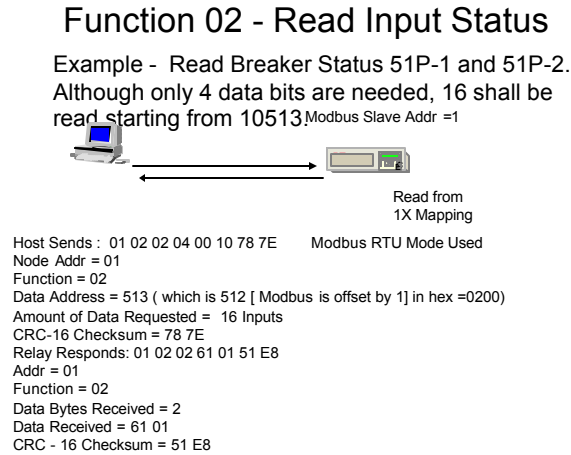 Function 02 - Read Input Status
Example - Read Breaker Status 51P-1 and 51P-2.
Although only 4 data bits are needed, 16 shall be
read starting from 10513.
Modbus Slave Addr =1
Read from
1X Mapping
Host Sends : 01 02 02 04 00 10 78 7E
Modbus RTU Mode Used
Node Addr = 01
Function = 02
Data Address = 513 ( which is 512 [ Modbus is offset by 1] in hex =0200)
Amount of Data Requested = 16 Inputs
CRC-16 Checksum = 78 7E
Relay Responds: 01 02 02 61 01 51 E8
Addr = 01
Function = 02
Data Bytes Received = 2
Data Received = 61 01
CRC - 16 Checksum = 51 E8